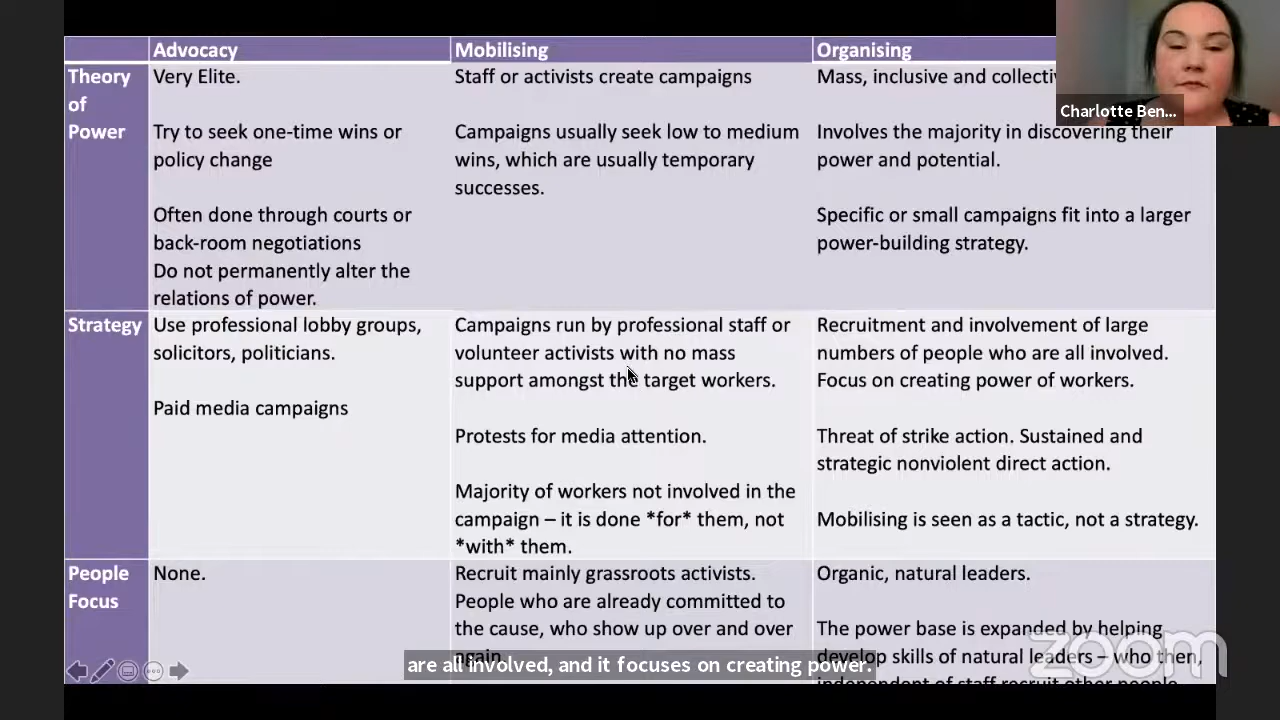 Advocacy
Mobilising
Organising
Theory
of
Power
Very Elite.
Try to seek one-time wins or
policy change
Often done through courts or
back-room negotiations
Do not permanently alter the
relations of power.
Staff or activists create campaigns
Campaigns usually seek low to medium
wins, which are usually temporary
successes.
Mass, inclusive and
Involves the majority in discovering their
power and potential.
Specific or small campaigns fit into a larger
power-building strategy.
Strategy
Use professional lobby groups,
solicitors, politicians.
Paid media campaigns
Campaigns run by professional staff or
volunteer activists with no mass
support amongst the target workers.
Protests for media attention.
Majority of workers not involved in the
campaign – it is done *for* them, not
*with* them.
Recruitment and involvement of large
numbers of people who are all involved.
Focus on creating power of workers.
Threat of strike action. Sustained and
strategic nonviolent direct action.
Mobilising is seen as a tactic, not a strategy.
People
Focus
None.
Recruit mainly grassroots activists.
People who are already committed to
the cause, who show up over and over
again.
Organic, natural leaders.
The power base is expanded by helping
develop skills of natural leaders – who then,
independent of staff recruit other people
Charlotte Ben...
are all involved, and it focuses on creating power.
zoom